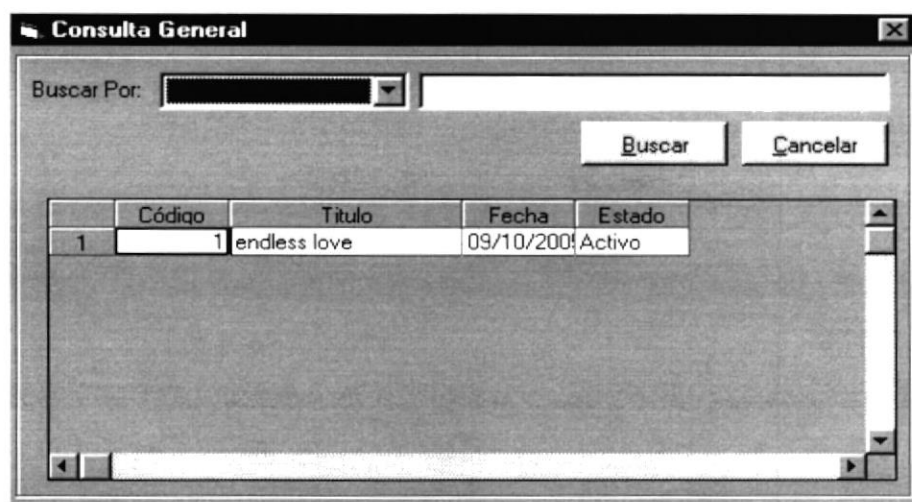 Consulta General
Buscar Por:
Buscar Cancelar
Código Titulo Fecha Estado
1 1 endless love 09/10/200 Activo